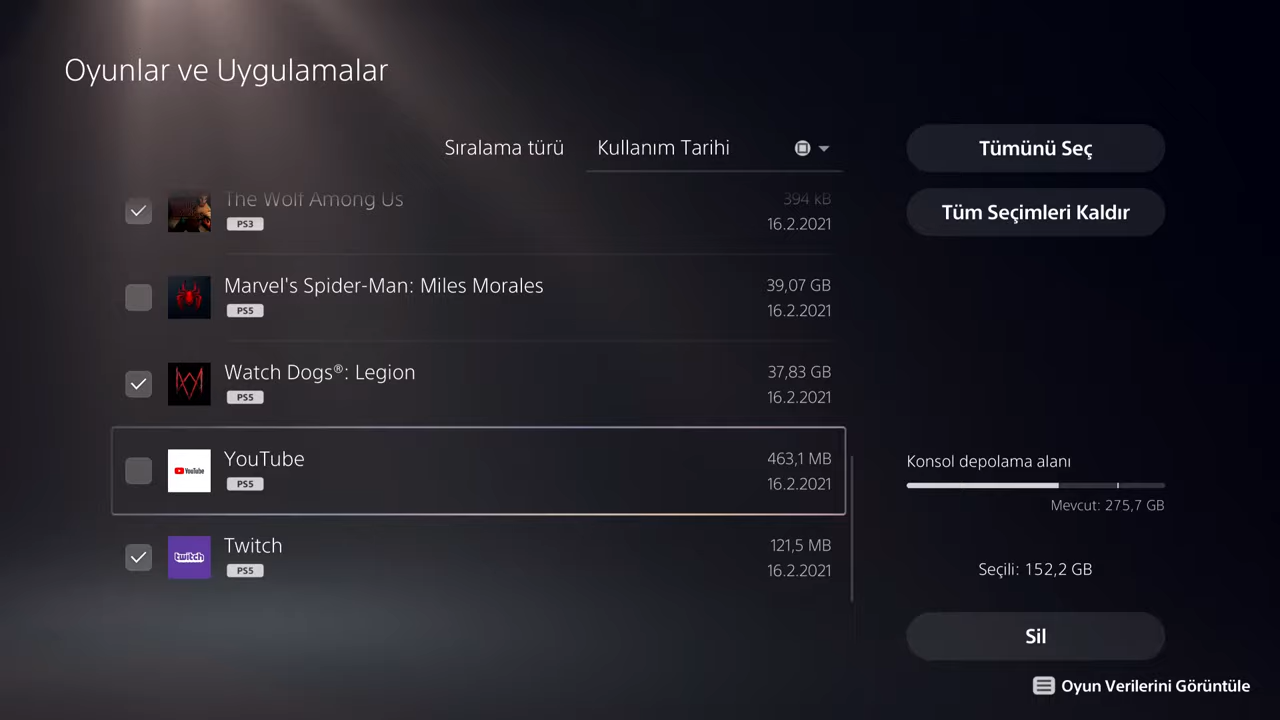 Oyunlar ve Uygulamalar
Sıralama türü Kullanım Tarihi
Tümünü Seç
Tüm Seçimleri Kaldır
The Wolf Among Us 394 kB
PS3 16.2.2021
Marvel's Spider-Man: Miles Morales 39,07 GB
PS5 16.2.2021
Watch Dogs®: Legion 37,83 GB
PS5 16.2.2021
YouTube 463,1 MB
YouTube
PS5 16.2.2021
Twitch 121,5 MB
twitch
PS5 16.2.2021
Konsol depolama alanı
Mevcut: 275,7 GB
Seçili: 152,2 GB
Sil
Oyun Verilerini Görüntüle